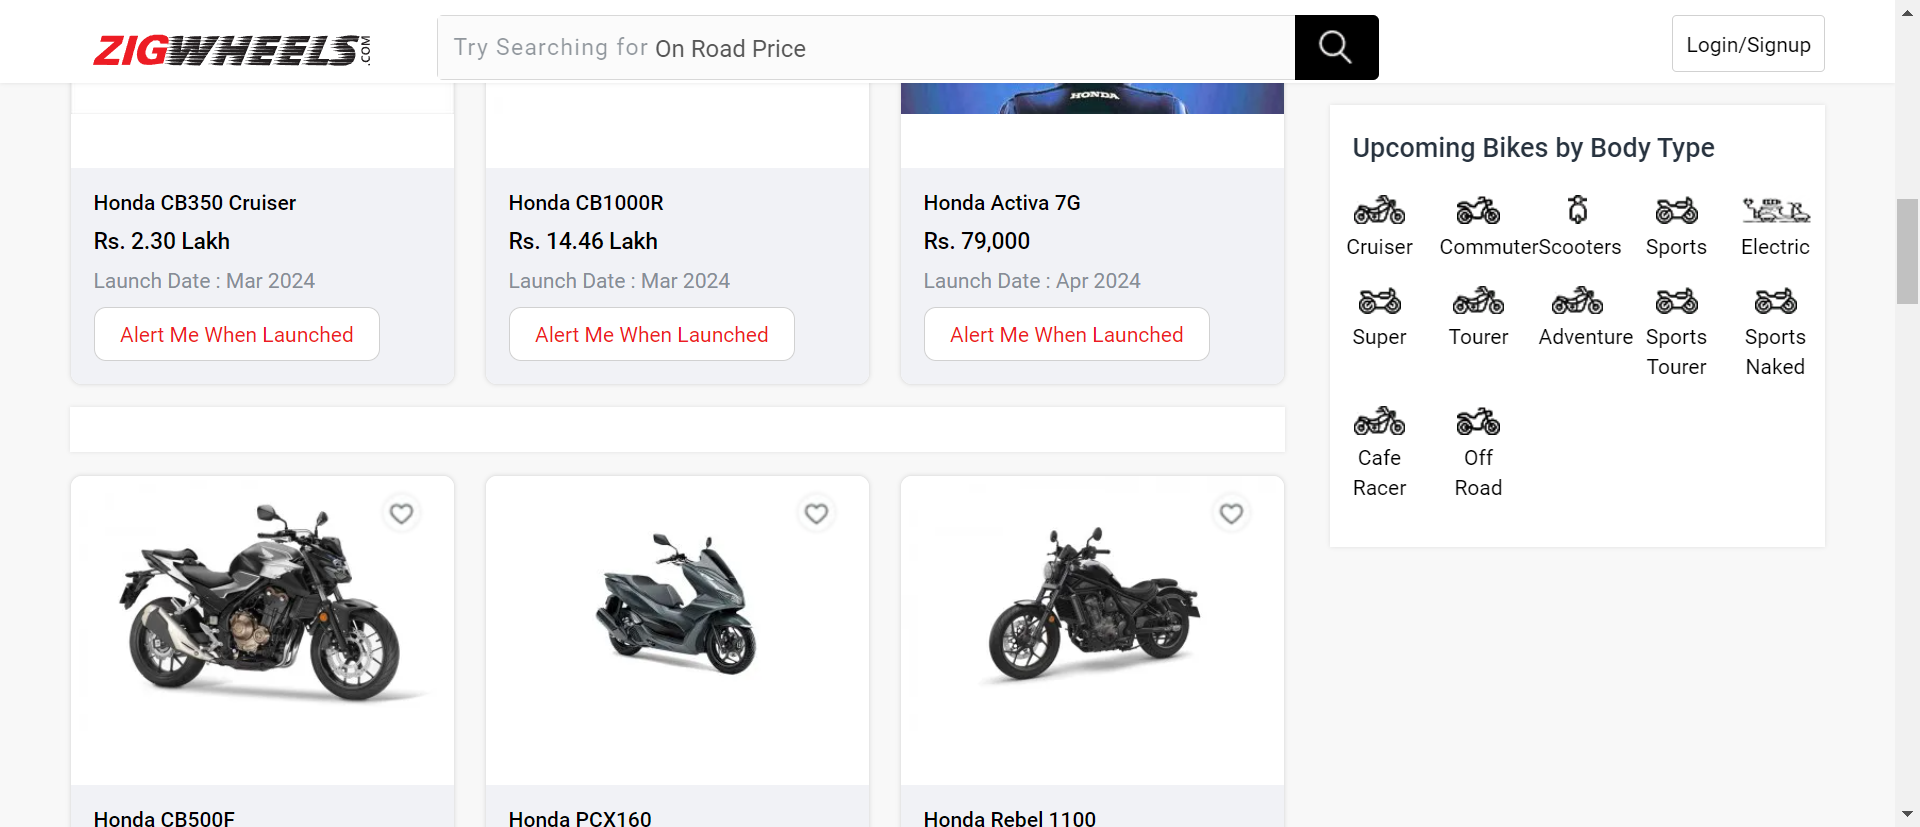 ZIGWHEELS.COM
Try Searching for On Road Price
Login/Signup
HONDA
Honda CB350 Cruiser
Rs. 2.30 Lakh
Launch Date : Mar 2024
Alert Me When Launched
Honda CB1000R
Rs. 14.46 Lakh
Launch Date : Mar 2024
Alert Me When Launched
Honda Activa 7G
Rs. 79,000
Launch Date : Apr 2024
Alert Me When Launched
Honda CB500F
Honda PCX160
Honda Rebel 1100
Upcoming Bikes by Body Type
Cruiser
Commuter
Scooters
Sports
Electric
Super
Tourer
Adventure
Sports
Tourer
Sports
Naked
Cafe
Racer
Off
Road